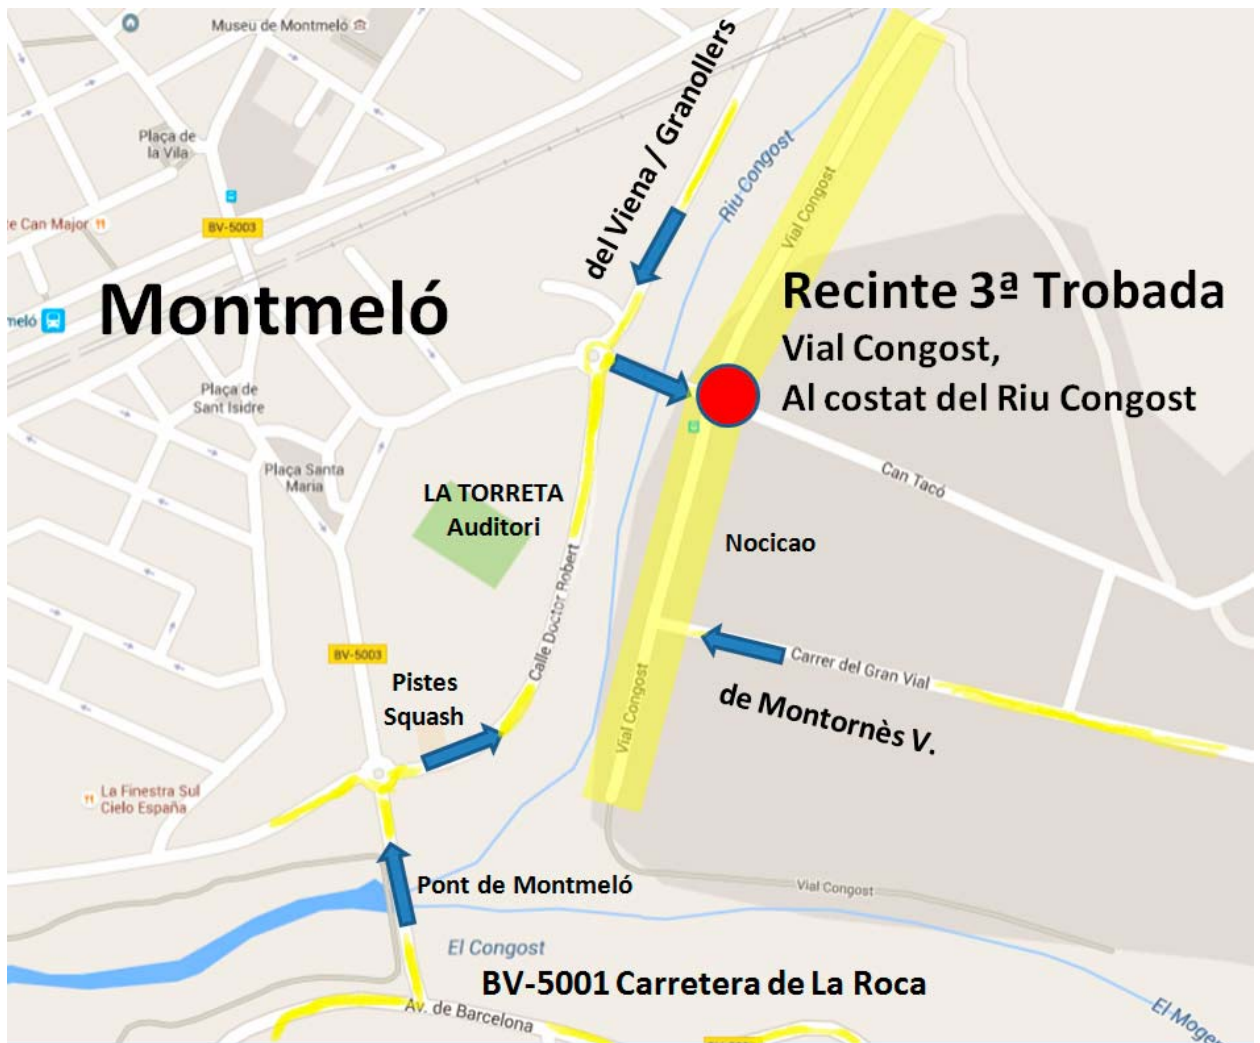 Museu de Montmeló
del Viena / Granollers
Plaça de
la Vila
Riu Congost
Vial Congost
te Can Major
BV-5003
Montmeló
Recinte 3ª Trobada
Vial Congost,
Al costat del Riu Congost
meló
Plaça de
Sant Isidre
Plaça Santa
Maria
LA TORRETA
Auditori
Can Tacó
Nocicao
Calle Doctor Robert
BV-5003
Pistes
Squash
Carrer del Gran Vial
Vial Congost
de Montornès V.
La Finestra Sul
Cielo España
Pont de Montmeló
Vial Congost
El Congost
BV-5001 Carretera de La Roca
Av. de Barcelona
El Moger